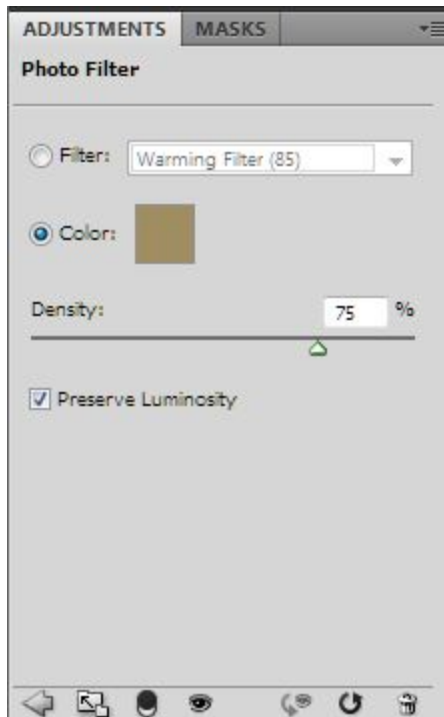 ADJUSTMENTS MASKS
Photo Filter
Filter: Warming Filter (85)
Color:
Density: 75 %
Preserve Luminosity